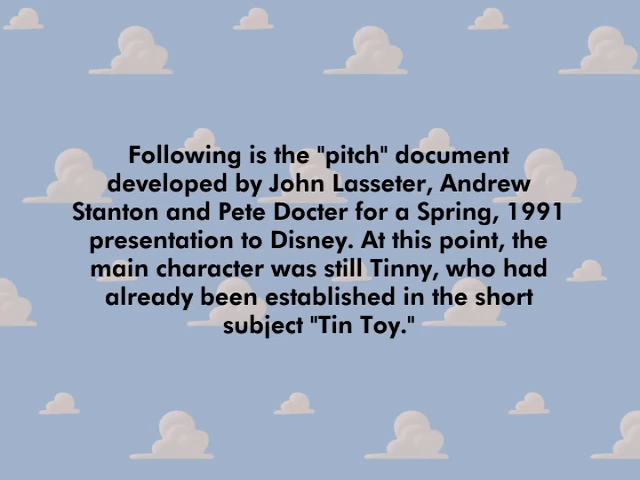 Following is the "pitch" document
developed by John Lasseter, Andrew
Stanton and Pete Docter for a Spring, 1991
presentation to Disney. At this point, the
main character was still Tinny, who had
already been established in the short
subject "Tin Toy."